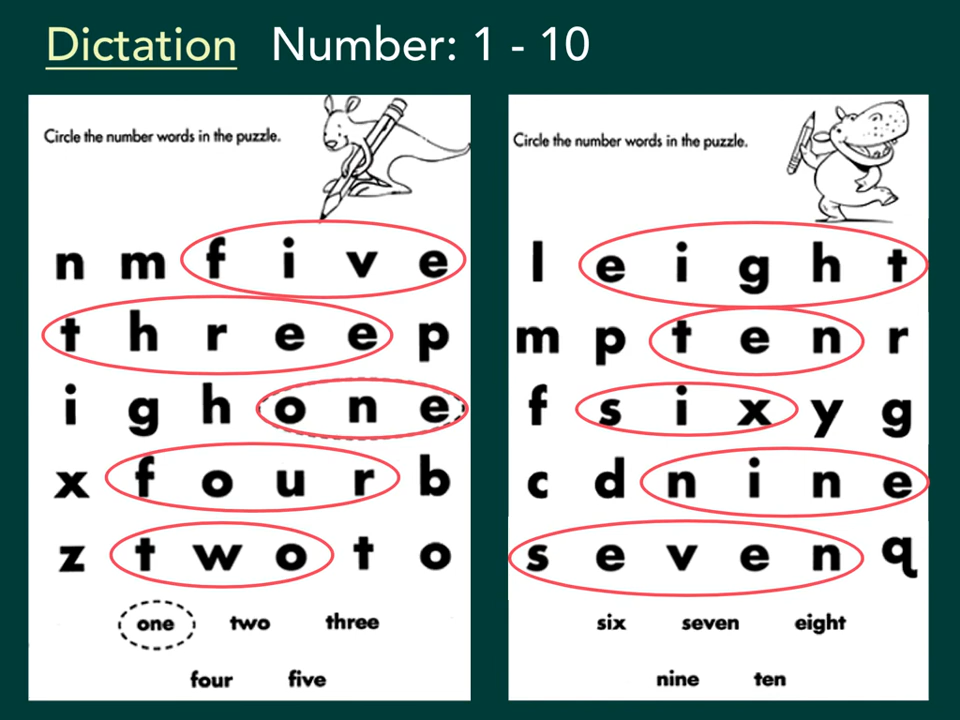 Dictation Number: 1 - 10
Circle the number words in the puzzle.
n m f i v e
t h r e e p
i g h o n e
x f o u r b
z t w o t o
one two three
four five
Circle the number words in the puzzle.
l e i g h t
m p t e n r
f s i x y g
c d n i n e
s e v e n q
six seven eight
nine ten